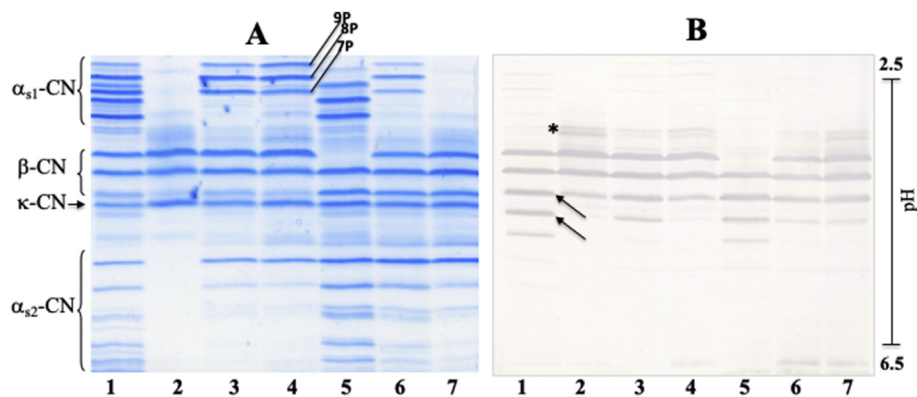 A
9P
8P
7P
αs1-CN
β-CN
κ-CN
αs2-CN
1 2 3 4 5 6 7
B
*
2.5
pH
6.5
1 2 3 4 5 6 7